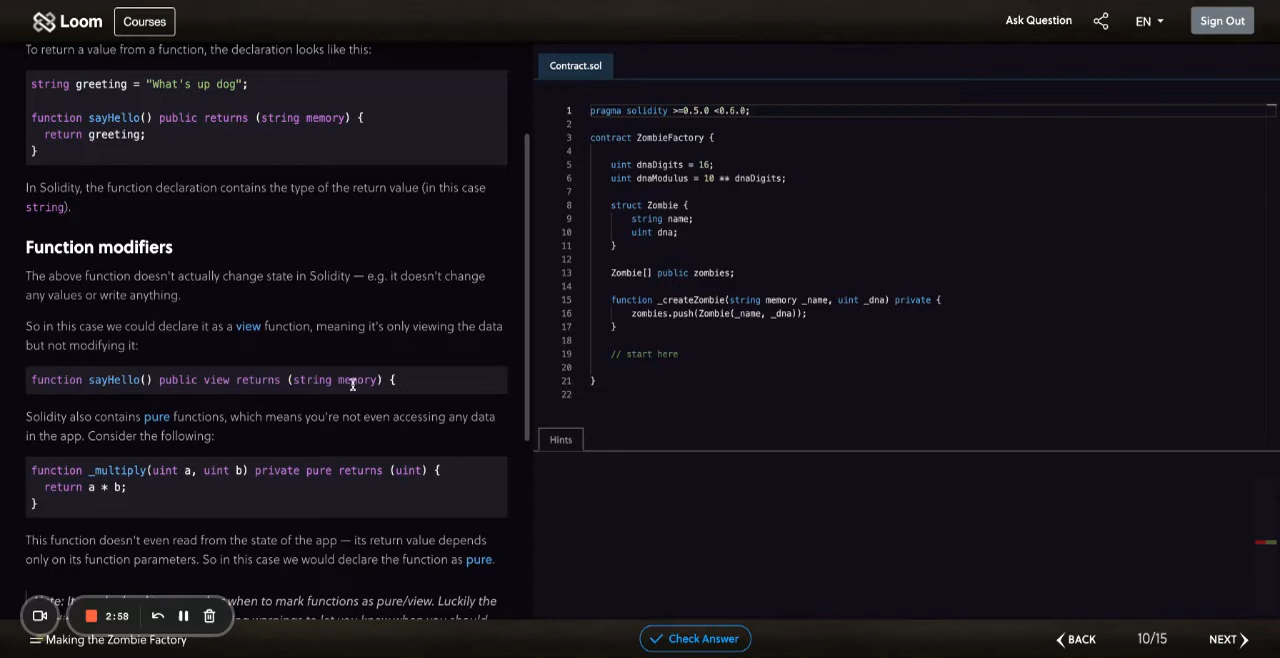 Loom Courses Ask Question EN Sign Out
To return a value from a function, the declaration looks like this:
string greeting = "What's up dog";
function sayHello() public returns (string memory) {
return greeting;
}
In Solidity, the function declaration contains the type of the return value (in this case
string).
Function modifiers
The above function doesn't actually change state in Solidity — e.g. it doesn't change
any values or write anything.
So in this case we could declare it as a view function, meaning it's only viewing the data
but not modifying it:
function sayHello() public view returns (string memory) {
Solidity also contains pure functions, which means you're not even accessing any data
in the app. Consider the following:
function _multiply(uint a, uint b) private pure returns (uint) {
return a * b;
}
This function doesn't even read from the state of the app — its return value depends
only on its function parameters. So in this case we would declare the function as pure.
when to mark functions as pure/view. Luckily the
2:58
Making the Zombie Factory
Contract.sol
1 pragma solidity >=0.5.0 <0.6.0;
2
3 contract ZombieFactory {
4
5 uint dnaDigits = 16;
6 uint dnaModulus = 10 ** dnaDigits;
7
8 struct Zombie {
9 string name;
10 uint dna;
11 }
12
13 Zombie[] public zombies;
14
15 function _createZombie(string memory _name, uint _dna) private {
16 zombies.push(Zombie(_name, _dna));
17 }
18
19 // start here
20
21 }
22
Hints
Check Answer
BACK 10/15 NEXT